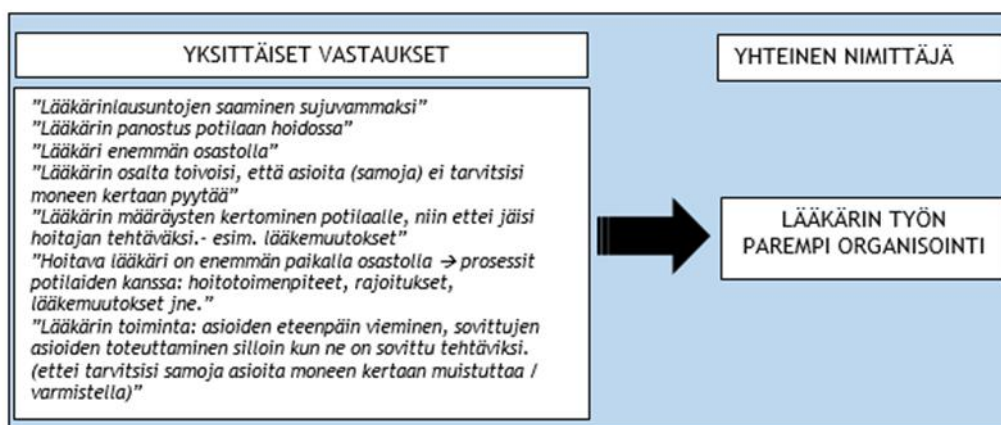 YKSITTÄISET VASTAUKSET
"Lääkärinlausuntojen saaminen sujuvammaksi"
"Lääkärin panostus potilaan hoidossa"
"Lääkäri enemmän osastolla"
"Lääkärin osalta toivoisi, että asioita (samoja) ei tarvitsisi
moneen kertaan pyytää"
"Lääkärin määräysten kertominen potilaalle, niin ettei jäisi
hoitajan tehtäväksi.- esim. lääkemuutokset"
"Hoitava lääkäri on enemmän paikalla osastolla → prosessit
potilaiden kanssa: hoitotoimenpiteet, rajoitukset,
lääkemuutokset jne."
"Lääkärin toiminta: asioiden eteenpäin vieminen, sovittujen
asioiden toteuttaminen silloin kun ne on sovittu tehtäviksi.
(ettei tarvitsisi samoja asioita moneen kertaan muistuttaa /
varmistella)"
YHTEINEN NIMITTÄJÄ
LÄÄKÄRIN TYÖN
PAREMPI ORGANISOINTI